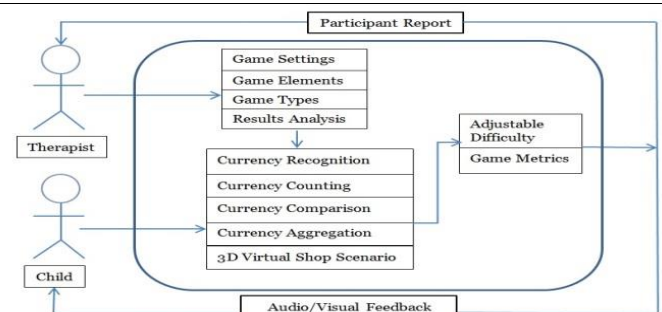 Participant Report
Game Settings
Game Elements
Game Types
Results Analysis
Therapist
Adjustable
Difficulty
Game Metrics
Currency Recognition
Currency Counting
Currency Comparison
Currency Aggregation
3D Virtual Shop Scenario
Child
Audio/Visual Feedback